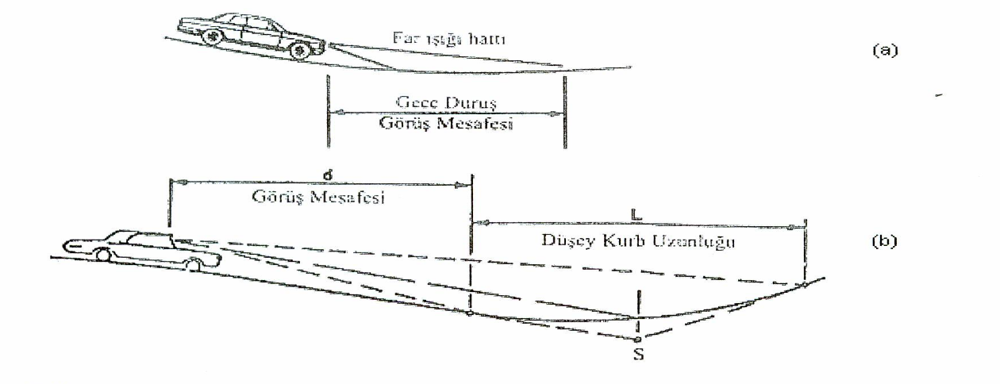 Far ışığı hattı
(a)
Gece Duruş
Görüş Mesafesi
d
Görüş Mesafesi
L
Düşey Kurb Uzunluğu
(b)
S